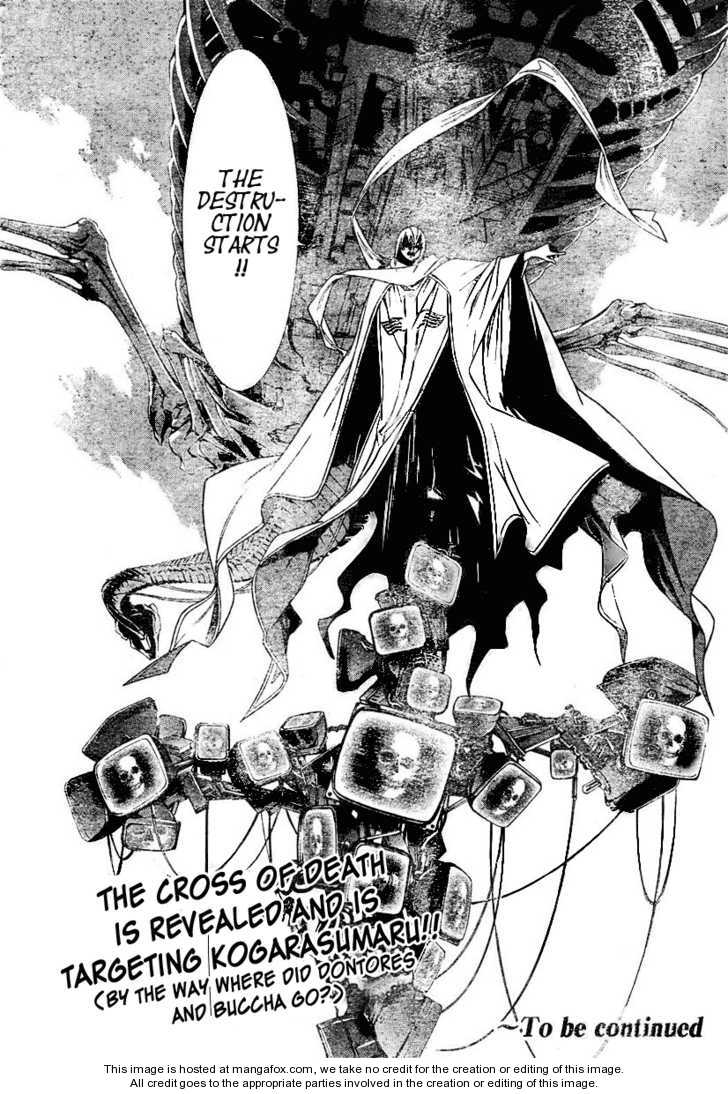 THE
DESTRU-
CTION
STARTS
!!
THE CROSS OF DEATH
IS REVEALED AND IS
TARGETING KOGARASUMARU!!
(BY THE WAY WHERE DID DONTORES
AND BUCCHA GO?)
~To be continued
This image is hosted at mangafox.com, we take no credit for the creation or editing of this image.
All credit goes to the appropriate parties involved in the creation or editing of this image.